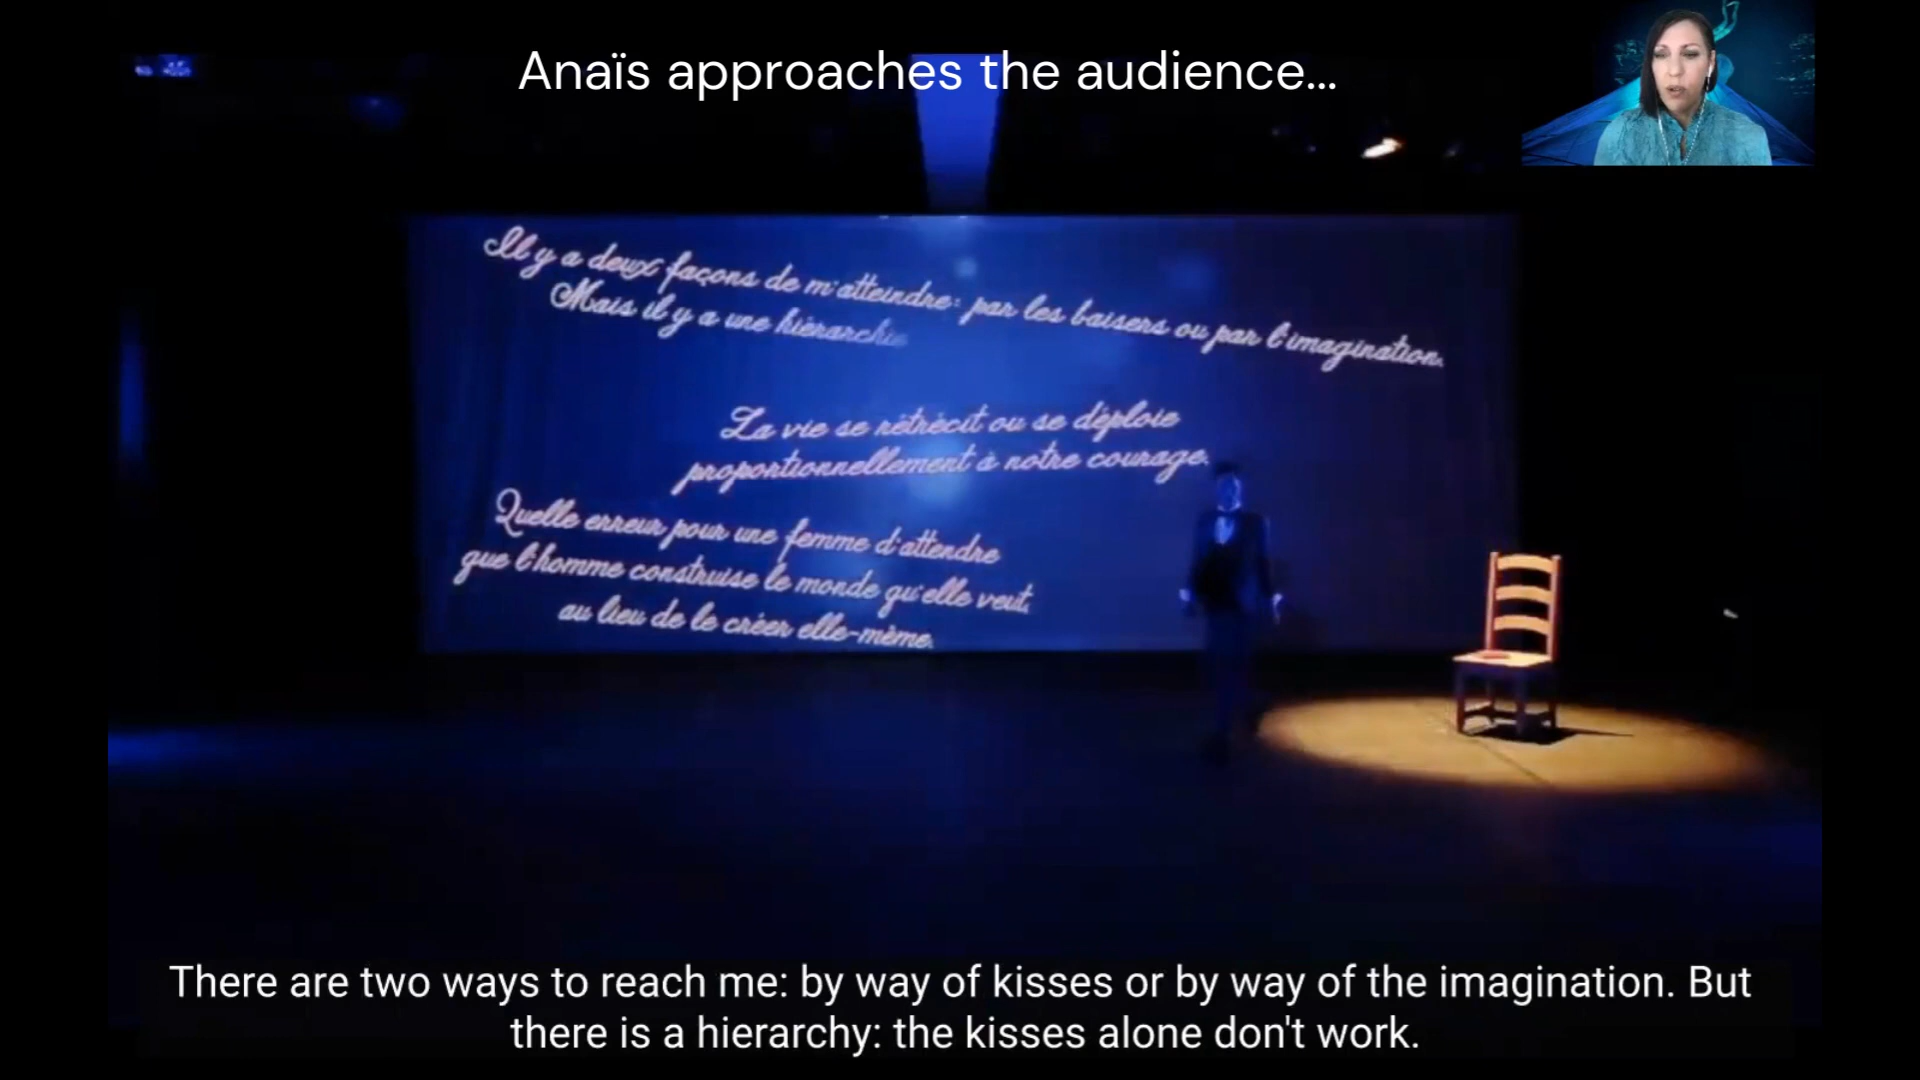 Anaïs approaches the audience...
Il y a deux façons de m'atteindre: par les baisers ou par l'imagination.
Mais il y a une hiérarchie
La vie se rétrécit ou se déploie
proportionnellement à notre courage.
Quelle erreur pour une femme d'attendre
que l'homme construise le monde qu'elle veut,
au lieu de le créer elle-même.
There are two ways to reach me: by way of kisses or by way of the imagination. But
there is a hierarchy: the kisses alone don't work.